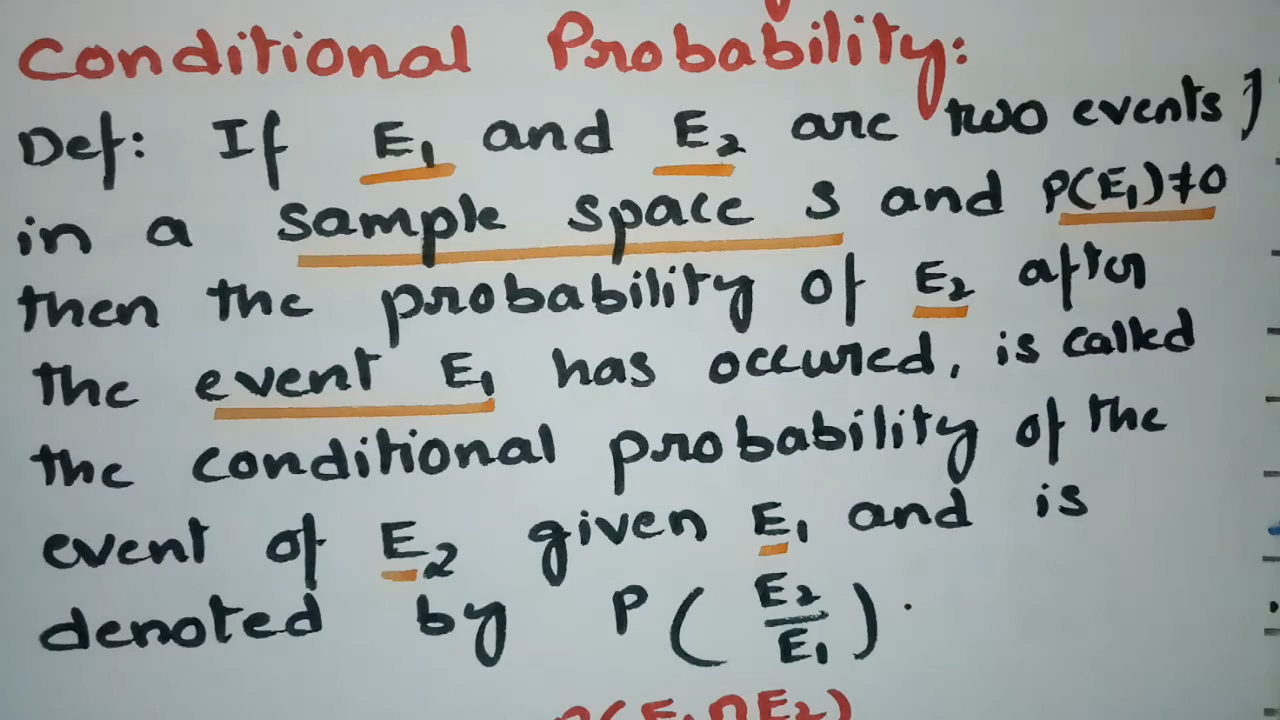 Conditional Probability:
Def: If E₁ and E₂ are two events
in a sample space S and P(E₁)≠0
then the probability of E₂ after
the event E₁ has occured, is called
the conditional probability of the
event of E₂ given E₁ and is
denoted by P(E₂/E₁).
(E₁∩E₂)